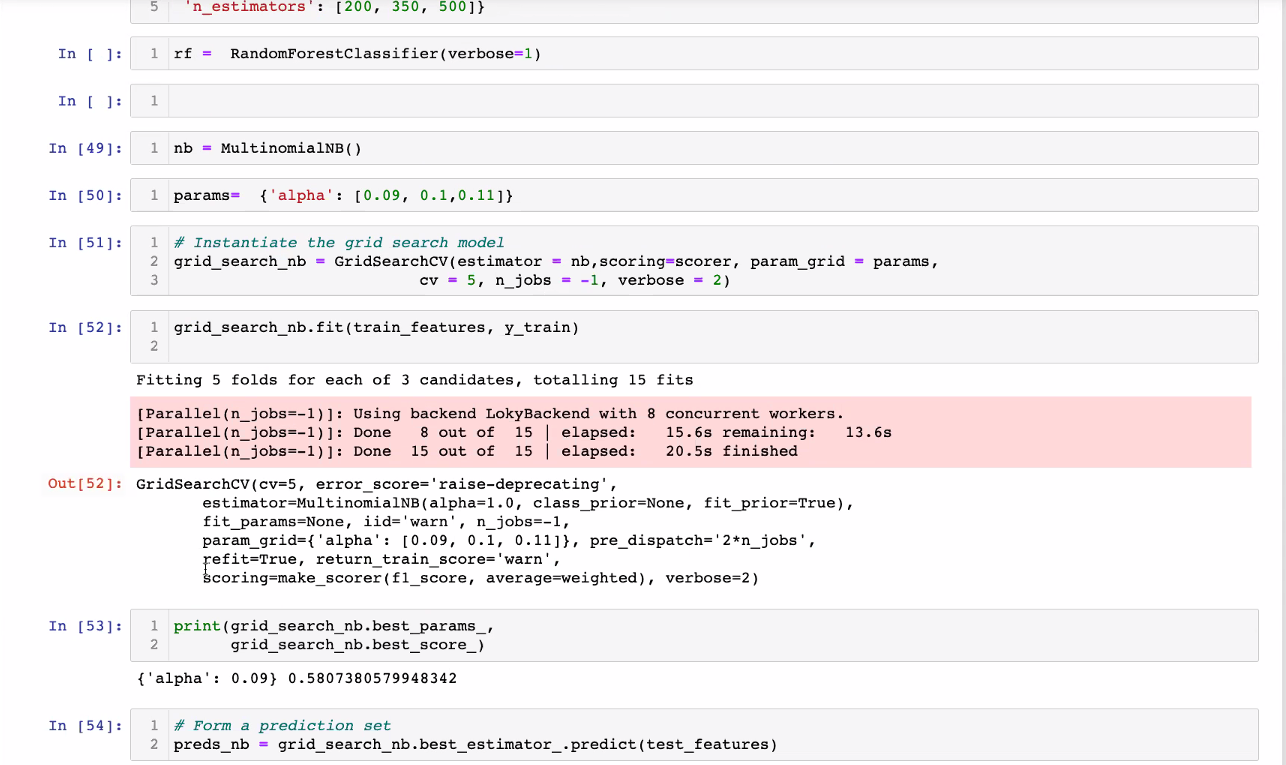 5 'n_estimators': [200, 350, 500]}
In [ ]: 1 rf =  RandomForestClassifier(verbose=1)
In [ ]: 1
In [49]: 1 nb = MultinomialNB()
In [50]: 1 params=  {'alpha': [0.09, 0.1,0.11]}
In [51]: 1 # Instantiate the grid search model
2 grid_search_nb = GridSearchCV(estimator = nb,scoring=scorer, param_grid = params,
3 cv = 5, n_jobs = -1, verbose = 2)
In [52]: 1 grid_search_nb.fit(train_features, y_train)
2
Fitting 5 folds for each of 3 candidates, totalling 15 fits
[Parallel(n_jobs=-1)]: Using backend LokyBackend with 8 concurrent workers.
[Parallel(n_jobs=-1)]: Done   8 out of  15 | elapsed:   15.6s remaining:   13.6s
[Parallel(n_jobs=-1)]: Done  15 out of  15 | elapsed:   20.5s finished
Out[52]: GridSearchCV(cv=5, error_score='raise-deprecating',
estimator=MultinomialNB(alpha=1.0, class_prior=None, fit_prior=True),
fit_params=None, iid='warn', n_jobs=-1,
param_grid={'alpha': [0.09, 0.1, 0.11]}, pre_dispatch='2*n_jobs',
refit=True, return_train_score='warn',
scoring=make_scorer(f1_score, average=weighted), verbose=2)
In [53]: 1 print(grid_search_nb.best_params_,
2 grid_search_nb.best_score_)
{'alpha': 0.09} 0.5807380579948342
In [54]: 1 # Form a prediction set
2 preds_nb = grid_search_nb.best_estimator_.predict(test_features)